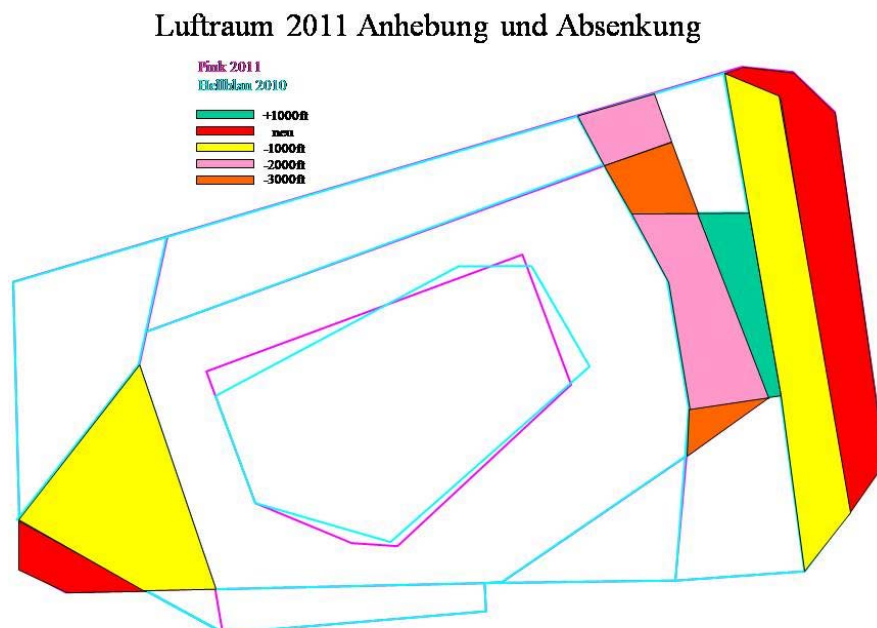 Luftraum 2011 Anhebung und Absenkung
Pink 2011
Hellblau 2010
+1000ft
neu
-1000ft
-2000ft
-3000ft